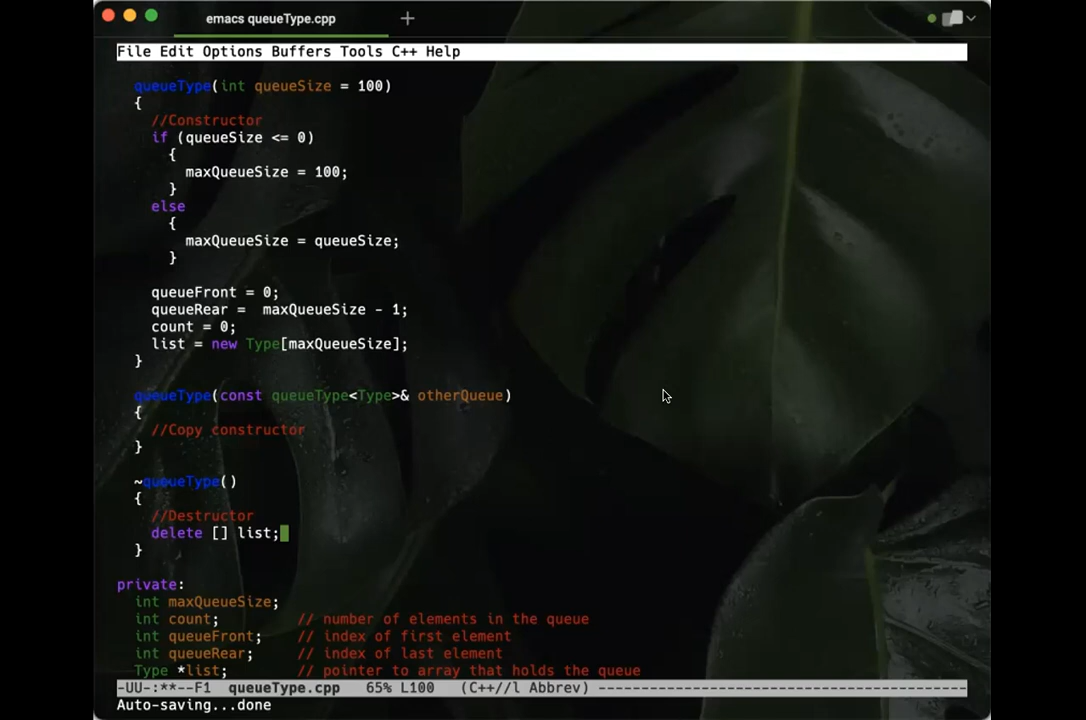 emacs queueType.cpp
File Edit Options Buffers Tools C++ Help
queueType(int queueSize = 100)
{
//Constructor
if (queueSize <= 0)
{
maxQueueSize = 100;
}
else
{
maxQueueSize = queueSize;
}
queueFront = 0;
queueRear =  maxQueueSize - 1;
count = 0;
list = new Type[maxQueueSize];
}
queueType(const queueType<Type>& otherQueue)
{
//Copy constructor
}
~queueType()
{
//Destructor
delete [] list;
}
private:
int maxQueueSize;
int count;         // number of elements in the queue
int queueFront;    // index of first element
int queueRear;     // index of last element
Type *list;        // pointer to array that holds the queue
-UU-:**--F1  queueType.cpp   65% L100   (C++//l Abbrev) -------------------------------------------
Auto-saving...done